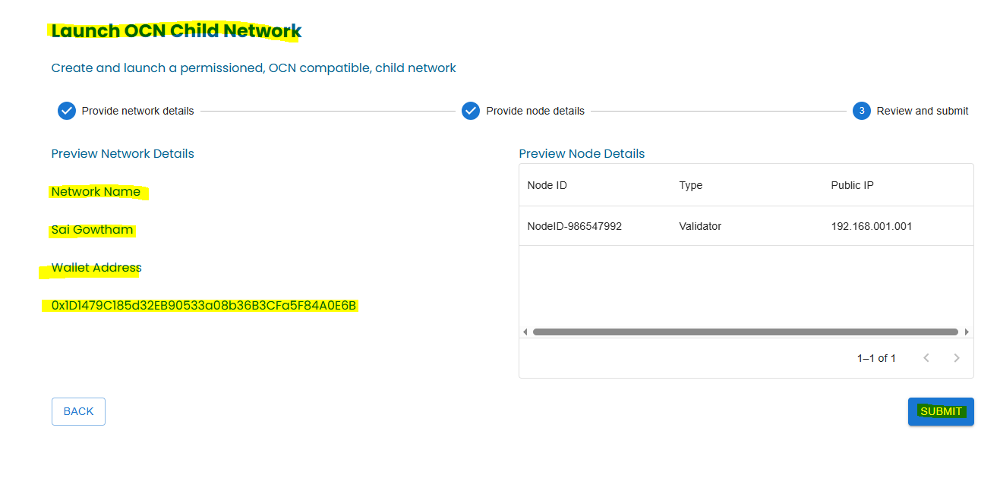 Launch OCN Child Network
Create and launch a permissioned, OCN compatible, child network
Provide network details
Provide node details
3 Review and submit
Preview Network Details
Network Name
Sai Gowtham
Wallet Address
0x1D1479C185d32EB90533a08b36B3CFa5F84A0E6B
Preview Node Details
Node ID Type Public IP
NodeID-986547992 Validator 192.168.001.001
1–1 of 1
BACK
SUBMIT